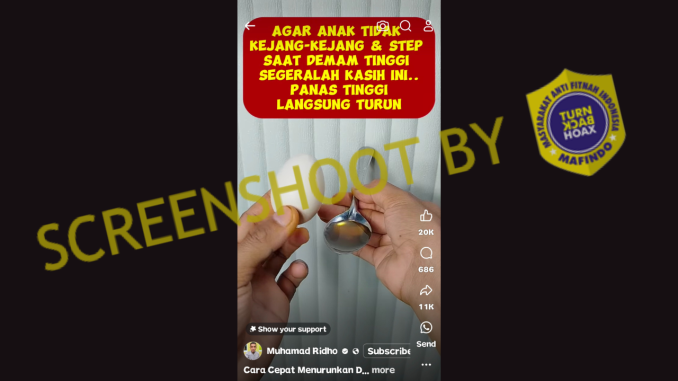 AGAR ANAK TIDAK
KEJANG-KEJANG & STEP
SAAT DEMAM TINGGI
SEGERALAH KASIH INI..
PANAS TINGGI
LANGSUNG TURUN
SCREENSHOOT BY
MASYARAKAT ANTI FITNAH INDONESIA
TURN
BACK
HOAX
MAFINDO
20K
686
11K
Send
Show your support
Muhamad Ridho
Subscribe
Cara Cepat Menurunkan D... more